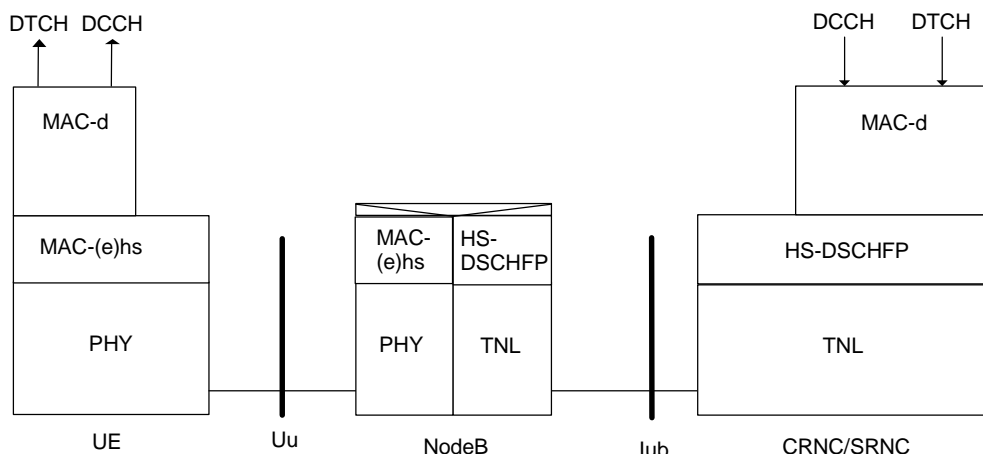 DTCH DCCH
DCCH DTCH
MAC-d
MAC-d
MAC-(e)hs
MAC-
(e)hs
HS-
DSCHFP
HS-DSCHFP
PHY
PHY
TNL
TNL
UE
Uu
NodeB
Iub
CRNC/SRNC